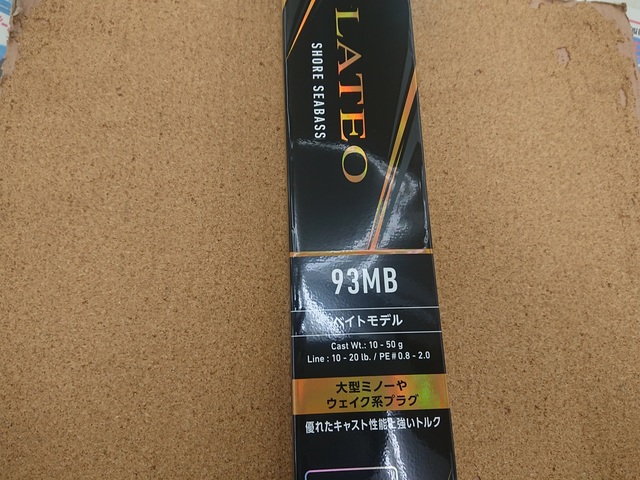 LATEO
SHORE SEABASS
93MB
ベイトモデル
Cast Wt.: 10 - 50 g
Line : 10 - 20 lb. / PE # 0.8 - 2.0
大型ミノーや
ウェイク系プラグ
優れたキャスト性能と強いトルク